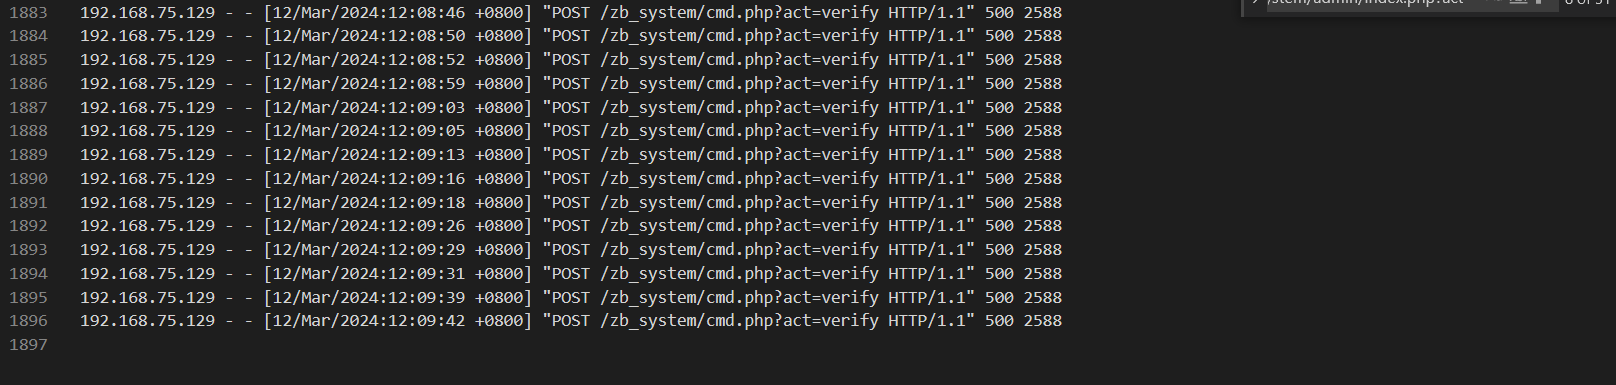 1883 192.168.75.129 - - [12/Mar/2024:12:08:46 +0800] "POST /zb_system/cmd.php?act=verify HTTP/1.1" 500 2588
1884 192.168.75.129 - - [12/Mar/2024:12:08:50 +0800] "POST /zb_system/cmd.php?act=verify HTTP/1.1" 500 2588
1885 192.168.75.129 - - [12/Mar/2024:12:08:52 +0800] "POST /zb_system/cmd.php?act=verify HTTP/1.1" 500 2588
1886 192.168.75.129 - - [12/Mar/2024:12:08:59 +0800] "POST /zb_system/cmd.php?act=verify HTTP/1.1" 500 2588
1887 192.168.75.129 - - [12/Mar/2024:12:09:03 +0800] "POST /zb_system/cmd.php?act=verify HTTP/1.1" 500 2588
1888 192.168.75.129 - - [12/Mar/2024:12:09:05 +0800] "POST /zb_system/cmd.php?act=verify HTTP/1.1" 500 2588
1889 192.168.75.129 - - [12/Mar/2024:12:09:13 +0800] "POST /zb_system/cmd.php?act=verify HTTP/1.1" 500 2588
1890 192.168.75.129 - - [12/Mar/2024:12:09:16 +0800] "POST /zb_system/cmd.php?act=verify HTTP/1.1" 500 2588
1891 192.168.75.129 - - [12/Mar/2024:12:09:18 +0800] "POST /zb_system/cmd.php?act=verify HTTP/1.1" 500 2588
1892 192.168.75.129 - - [12/Mar/2024:12:09:26 +0800] "POST /zb_system/cmd.php?act=verify HTTP/1.1" 500 2588
1893 192.168.75.129 - - [12/Mar/2024:12:09:29 +0800] "POST /zb_system/cmd.php?act=verify HTTP/1.1" 500 2588
1894 192.168.75.129 - - [12/Mar/2024:12:09:31 +0800] "POST /zb_system/cmd.php?act=verify HTTP/1.1" 500 2588
1895 192.168.75.129 - - [12/Mar/2024:12:09:39 +0800] "POST /zb_system/cmd.php?act=verify HTTP/1.1" 500 2588
1896 192.168.75.129 - - [12/Mar/2024:12:09:42 +0800] "POST /zb_system/cmd.php?act=verify HTTP/1.1" 500 2588
1897